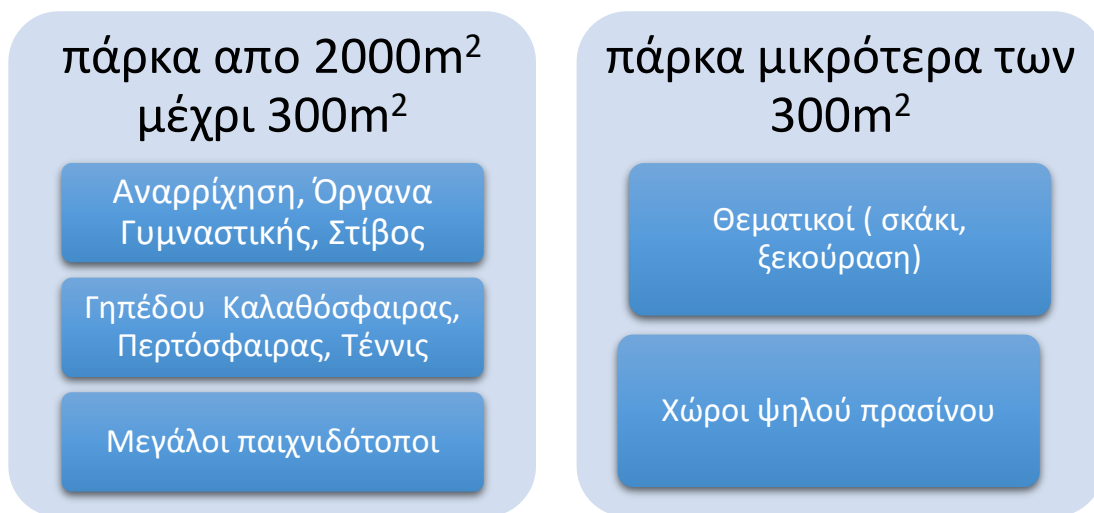 πάρκα απο 2000m²
μέχρι 300m²
Αναρρίχηση, Όργανα
Γυμναστικής, Στίβος
Γηπέδου Καλαθόσφαιρας,
Περτόσφαιρας, Τέννις
Μεγάλοι παιχνιδότοποι
πάρκα μικρότερα των
300m²
Θεματικοί ( σκάκι,
ξεκούραση)
Χώροι ψηλού πρασίνου